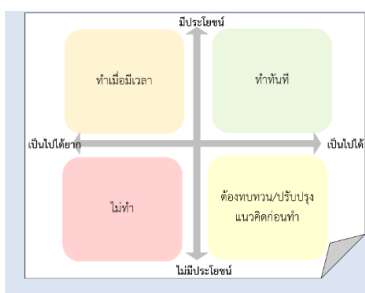 มีประโยชน์
ทำเมื่อมีเวลา
ทำทันที
เป็นไปได้ยาก
เป็นไปได้
ไม่ทำ
ต้องทบทวน/ปรับปรุง
แนวคิดก่อนทำ
ไม่มีประโยชน์